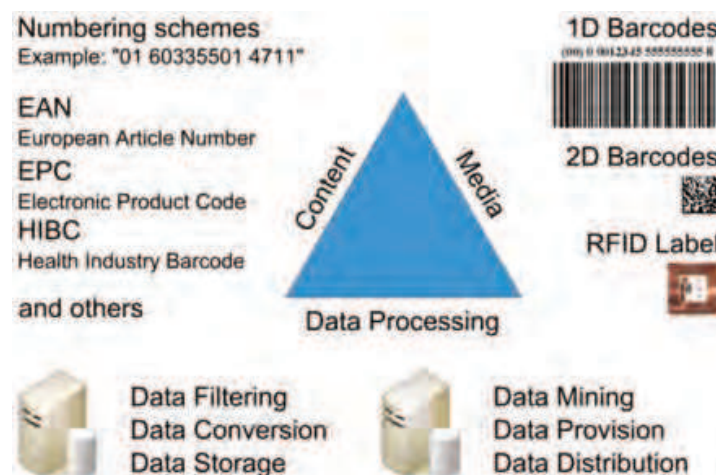 Numbering schemes
Example: "01 60335501 4711"
EAN
European Article Number
EPC
Electronic Product Code
HIBC
Health Industry Barcode
and others
Content
Media
Data Processing
1D Barcodes
2D Barcodes
RFID Label
Data Filtering
Data Conversion
Data Storage
Data Mining
Data Provision
Data Distribution